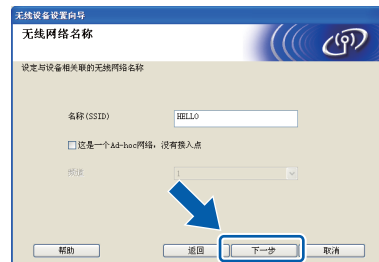 无线设备设置向导
无线网络名称
设定与设备相关联的无线网络名称
名称(SSID) HELLO
这是一个Ad-hoc网络，没有接入点
频道 1
帮助 返回 下一步 取消